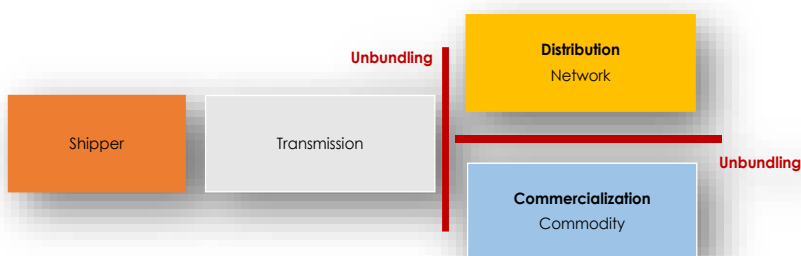 Shipper
Transmission
Unbundling
Distribution
Network
Unbundling
Commercialization
Commodity